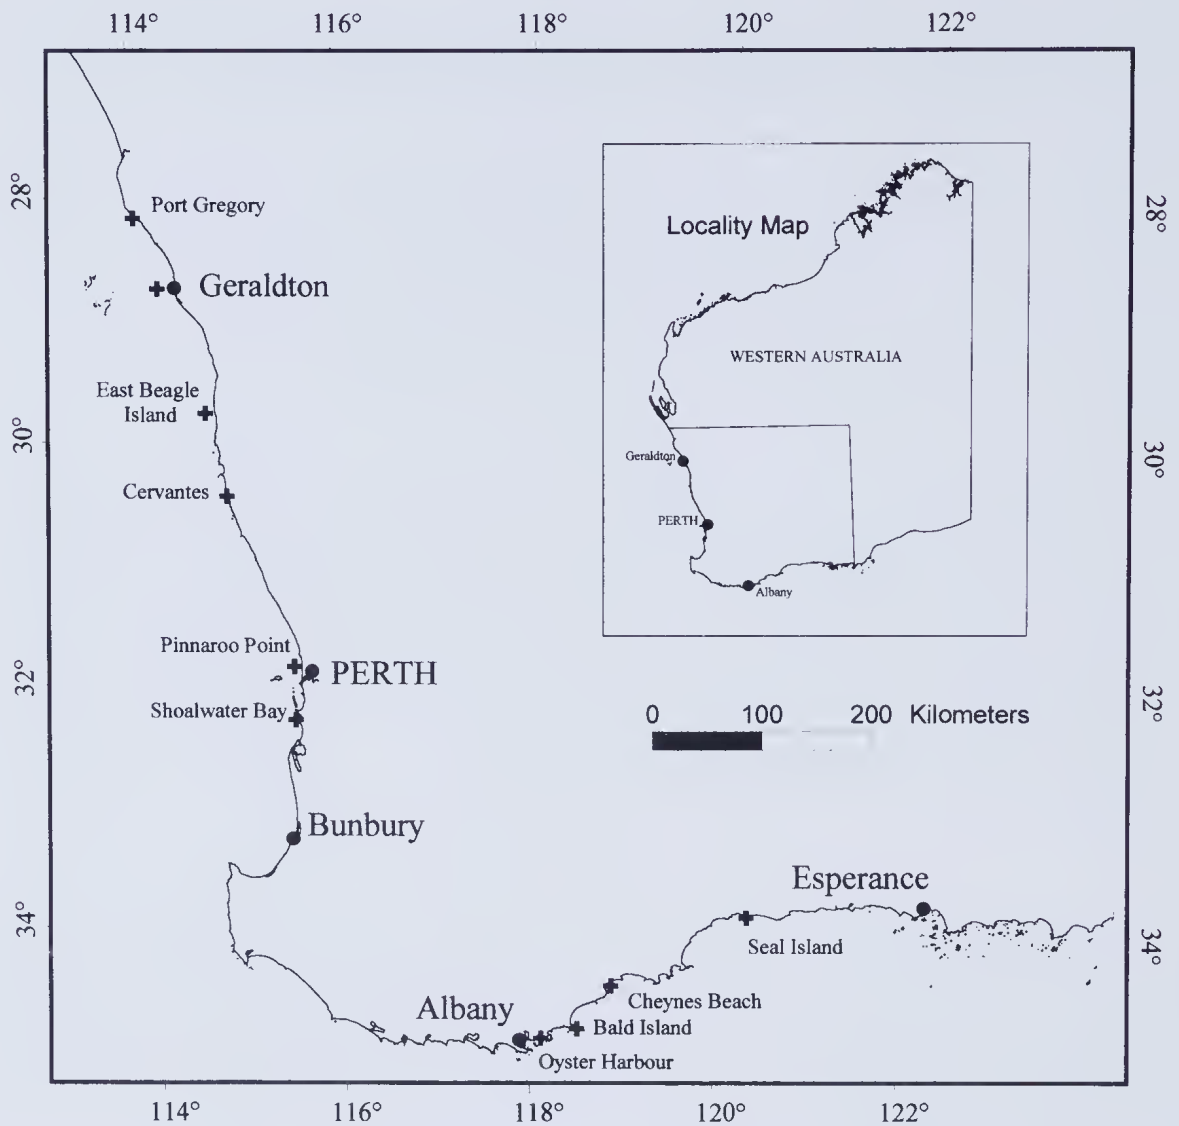 114° 116° 118° 120° 122°
28°
28°
Port Gregory
Geraldton
East Beagle
Island
30°
30°
Cervantes
Pinnaroo Point
PERTH
32°
32°
Shoalwater Bay
Bunbury
34°
34°
Esperance
Seal Island
Cheynes Beach
Albany
Bald Island
Oyster Harbour
Locality Map
WESTERN AUSTRALIA
Geraldton
PERTH
Albany
0 100 200 Kilometers
114° 116° 118° 120° 122°